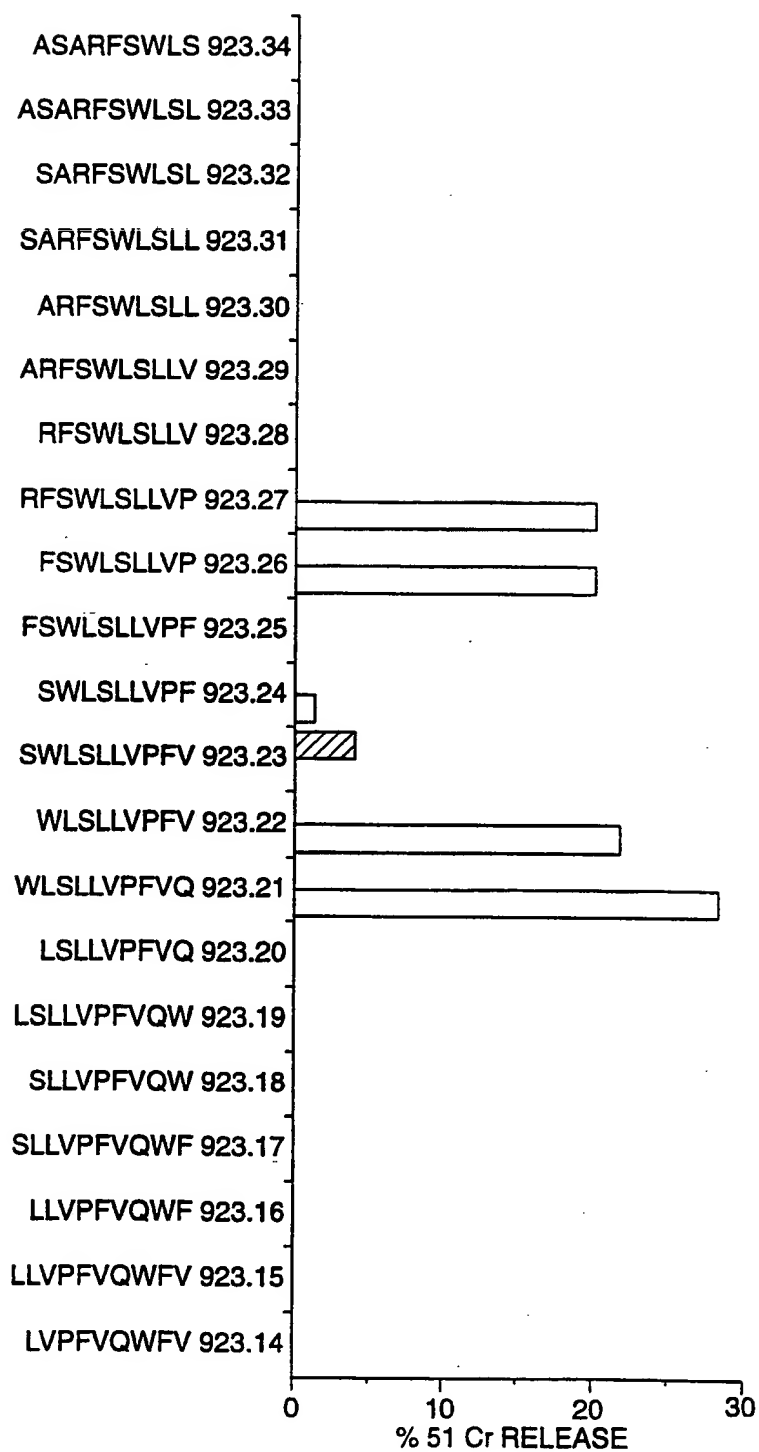 ASARFSWLS 923.34
ASARFSWLSL 923.33
SARFSWLSL 923.32
SARFSWLSLL 923.31
ARFSWLSLL 923.30
ARFSWLSLLV 923.29
RFSWLSLLV 923.28
RFSWLSLLVP 923.27
FSWLSLLVP 923.26
FSWLSLLVPF 923.25
SWLSLLVPF 923.24
SWLSLLVPFV 923.23
WLSLLVPFV 923.22
WLSLLVPFVQ 923.21
LSLLVPFVQ 923.20
LSLLVPFVQW 923.19
SLLVPFVQW 923.18
SLLVPFVQWF 923.17
LLVPFVQWF 923.16
LLVPFVQWFV 923.15
LVPFVQWFV 923.14
0 10 20 30
% 51 Cr RELEASE